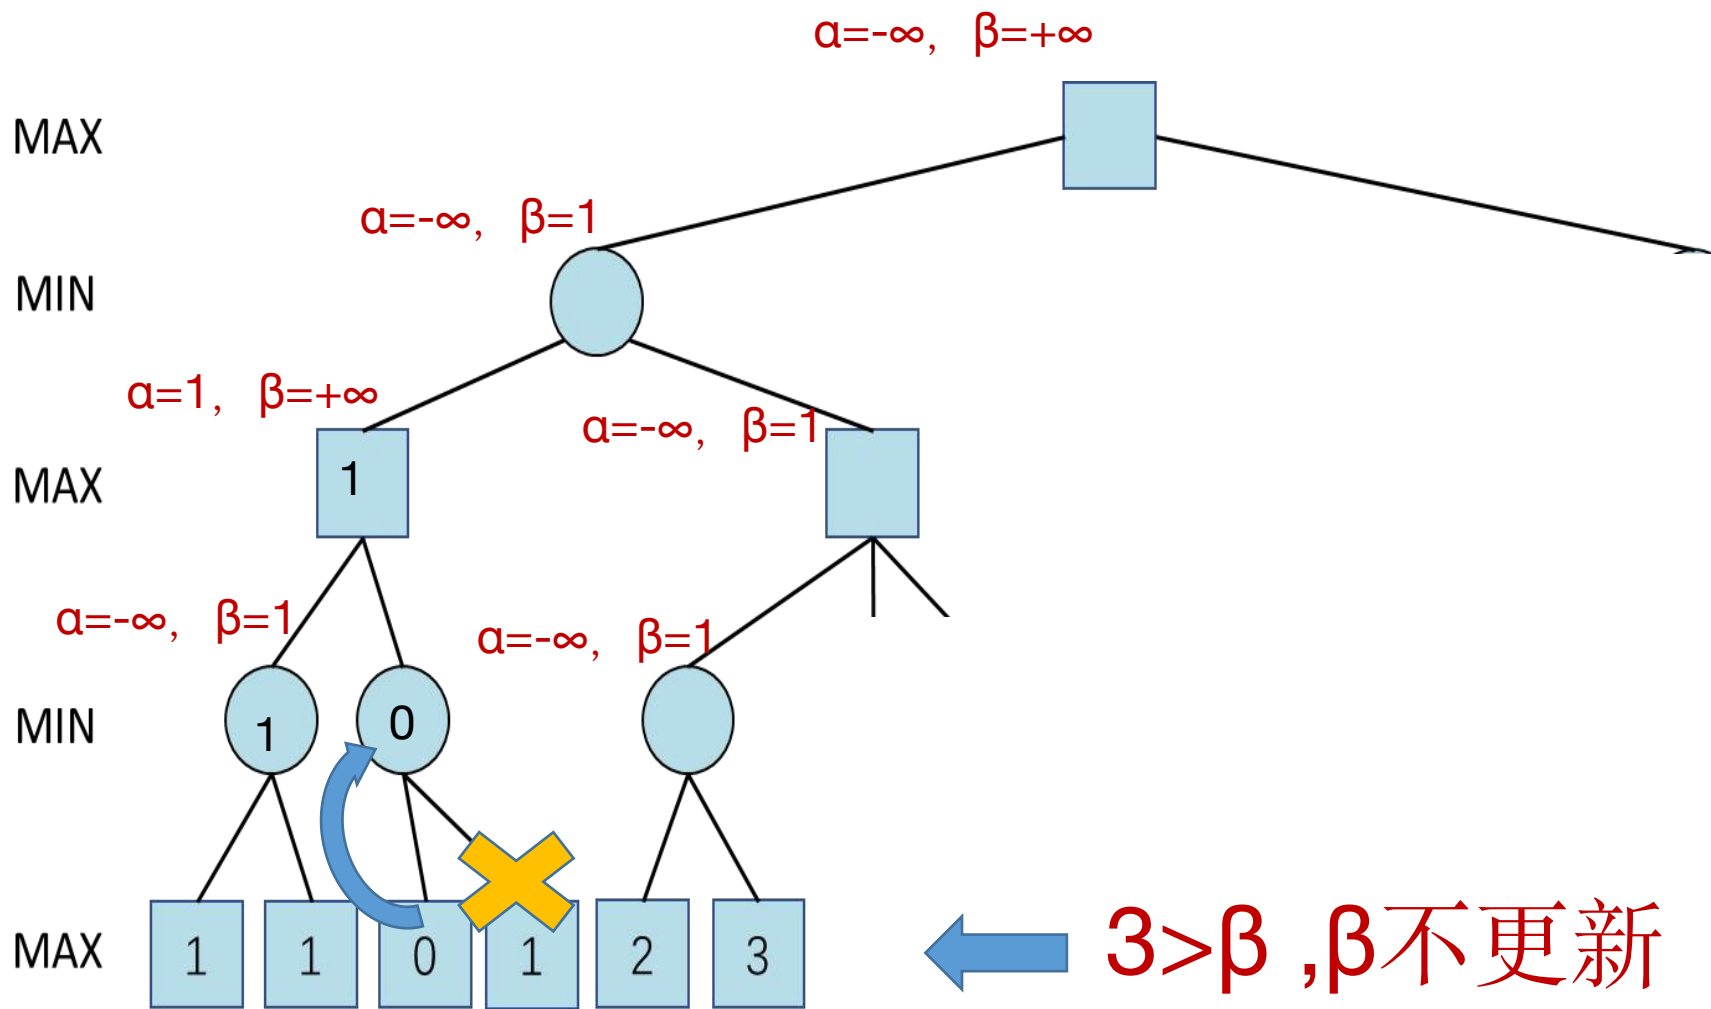 α=-∞, β=+∞
MAX
α=-∞, β=1
MIN
α=1, β=+∞
α=-∞, β=1
MAX
1
α=-∞, β=1
α=-∞, β=1
MIN
1
0
MAX
1
1
0
1
2
3
3>β ,β不更新